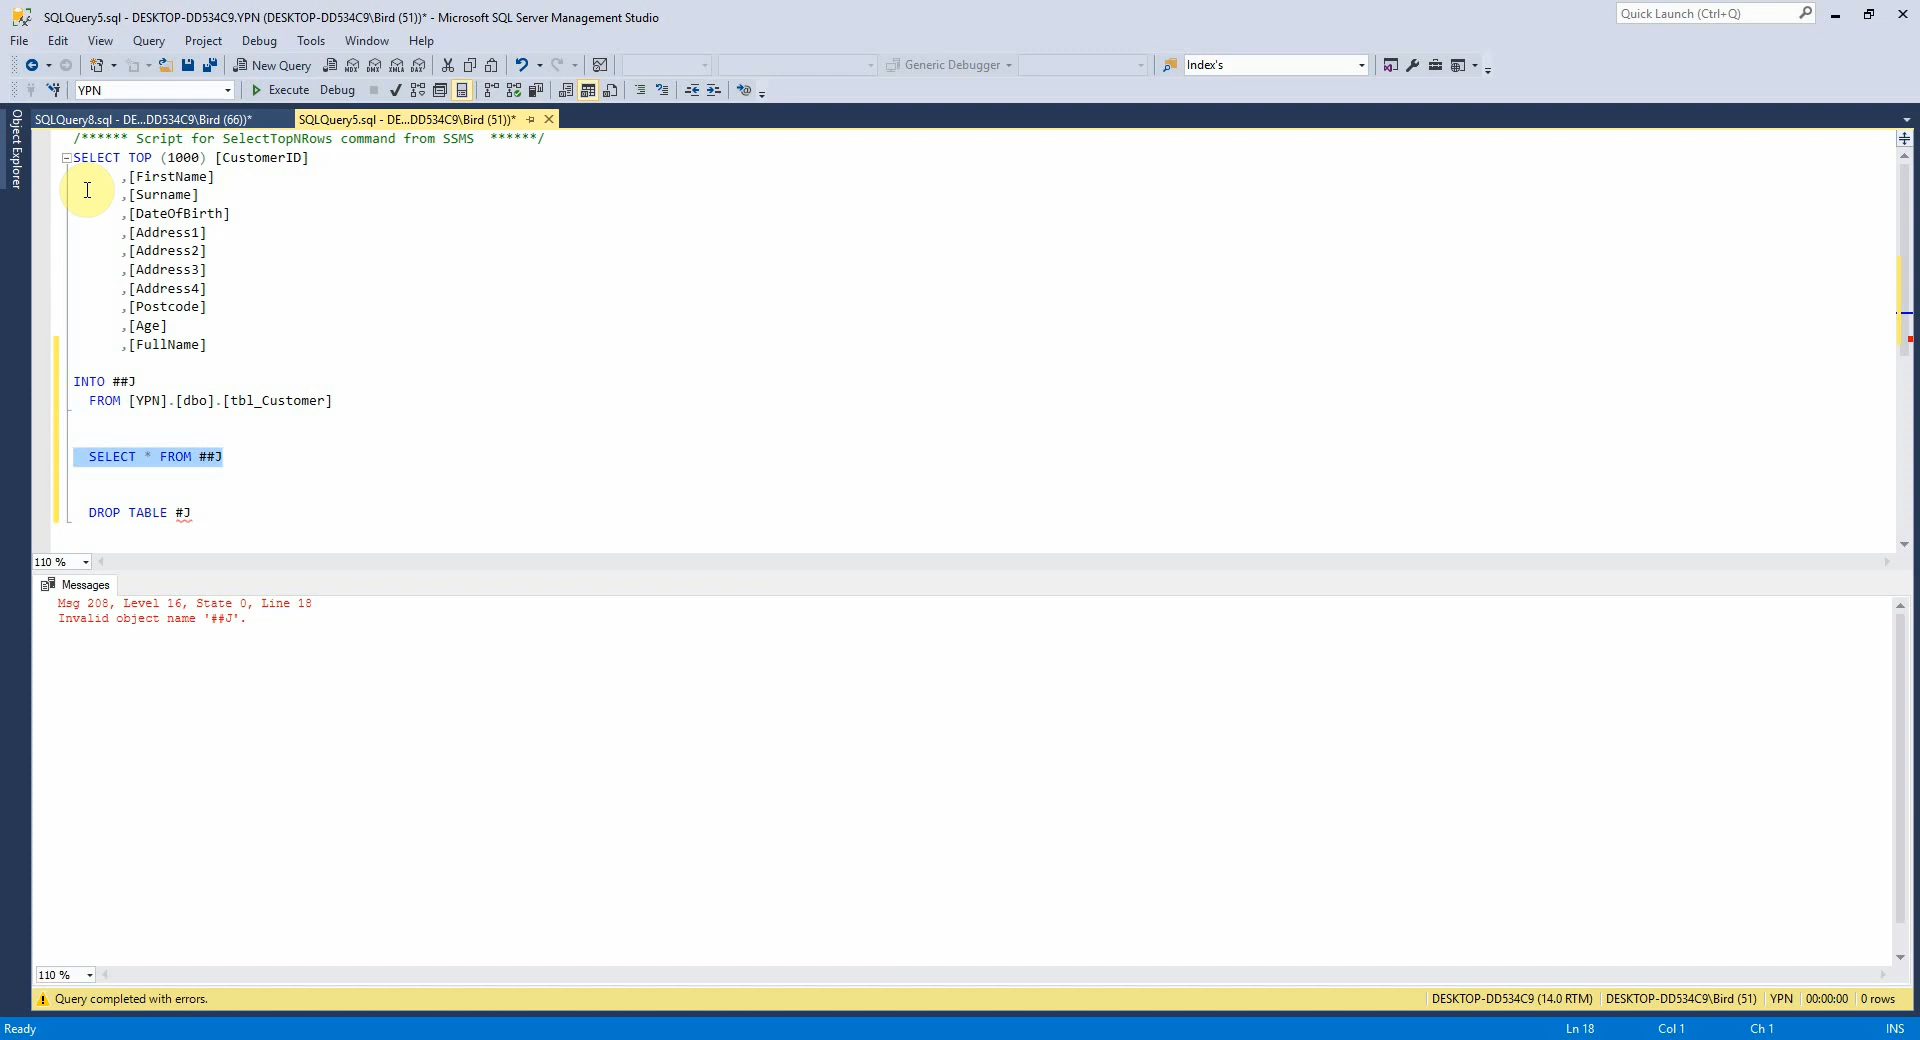 SQLQuery5.sql - DESKTOP-DD534C9.YPN (DESKTOP-DD534C9\Bird (51))* - Microsoft SQL Server Management Studio
Quick Launch (Ctrl+Q)
File Edit View Query Project Debug Tools Window Help
New Query
MDX DMX XMLA DAX
Generic Debugger
Index's
YPN
Execute Debug
Object Explorer
SQLQuery8.sql - DE...DD534C9\Bird (66))*
SQLQuery5.sql - DE...DD534C9\Bird (51))*
/****** Script for SelectTopNRows command from SSMS ******/
SELECT TOP (1000) [CustomerID]
,[FirstName]
,[Surname]
,[DateOfBirth]
,[Address1]
,[Address2]
,[Address3]
,[Address4]
,[Postcode]
,[Age]
,[FullName]
INTO ##J
FROM [YPN].[dbo].[tbl_Customer]
SELECT * FROM ##J
DROP TABLE #J
110 %
Messages
Msg 208, Level 16, State 0, Line 18
Invalid object name '##J'.
110 %
Query completed with errors.
DESKTOP-DD534C9 (14.0 RTM) DESKTOP-DD534C9\Bird (51) YPN 00:00:00 0 rows
Ready
Ln 18 Col 1 Ch 1 INS